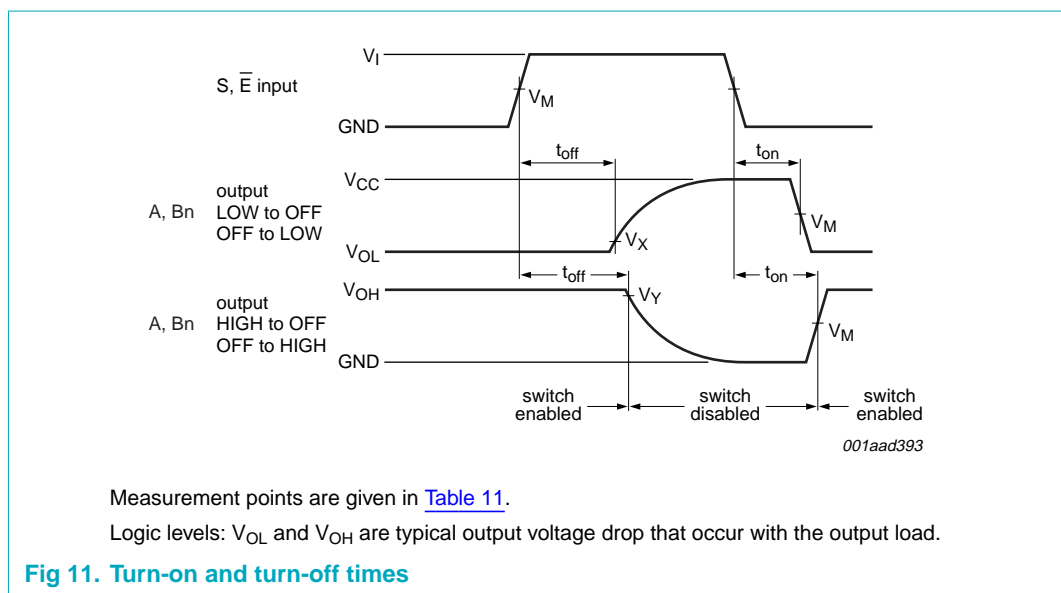 V_I
S, E̅ input
V_M
GND
t_off
t_on
V_CC
output
A, Bn LOW to OFF
OFF to LOW
V_M
V_X
V_OL
t_off
t_on
V_OH
V_Y
output
A, Bn HIGH to OFF
OFF to HIGH
V_M
GND
switch enabled
switch disabled
switch enabled
001aad393
Measurement points are given in Table 11.
Logic levels: V_OL and V_OH are typical output voltage drop that occur with the output load.
Fig 11. Turn-on and turn-off times